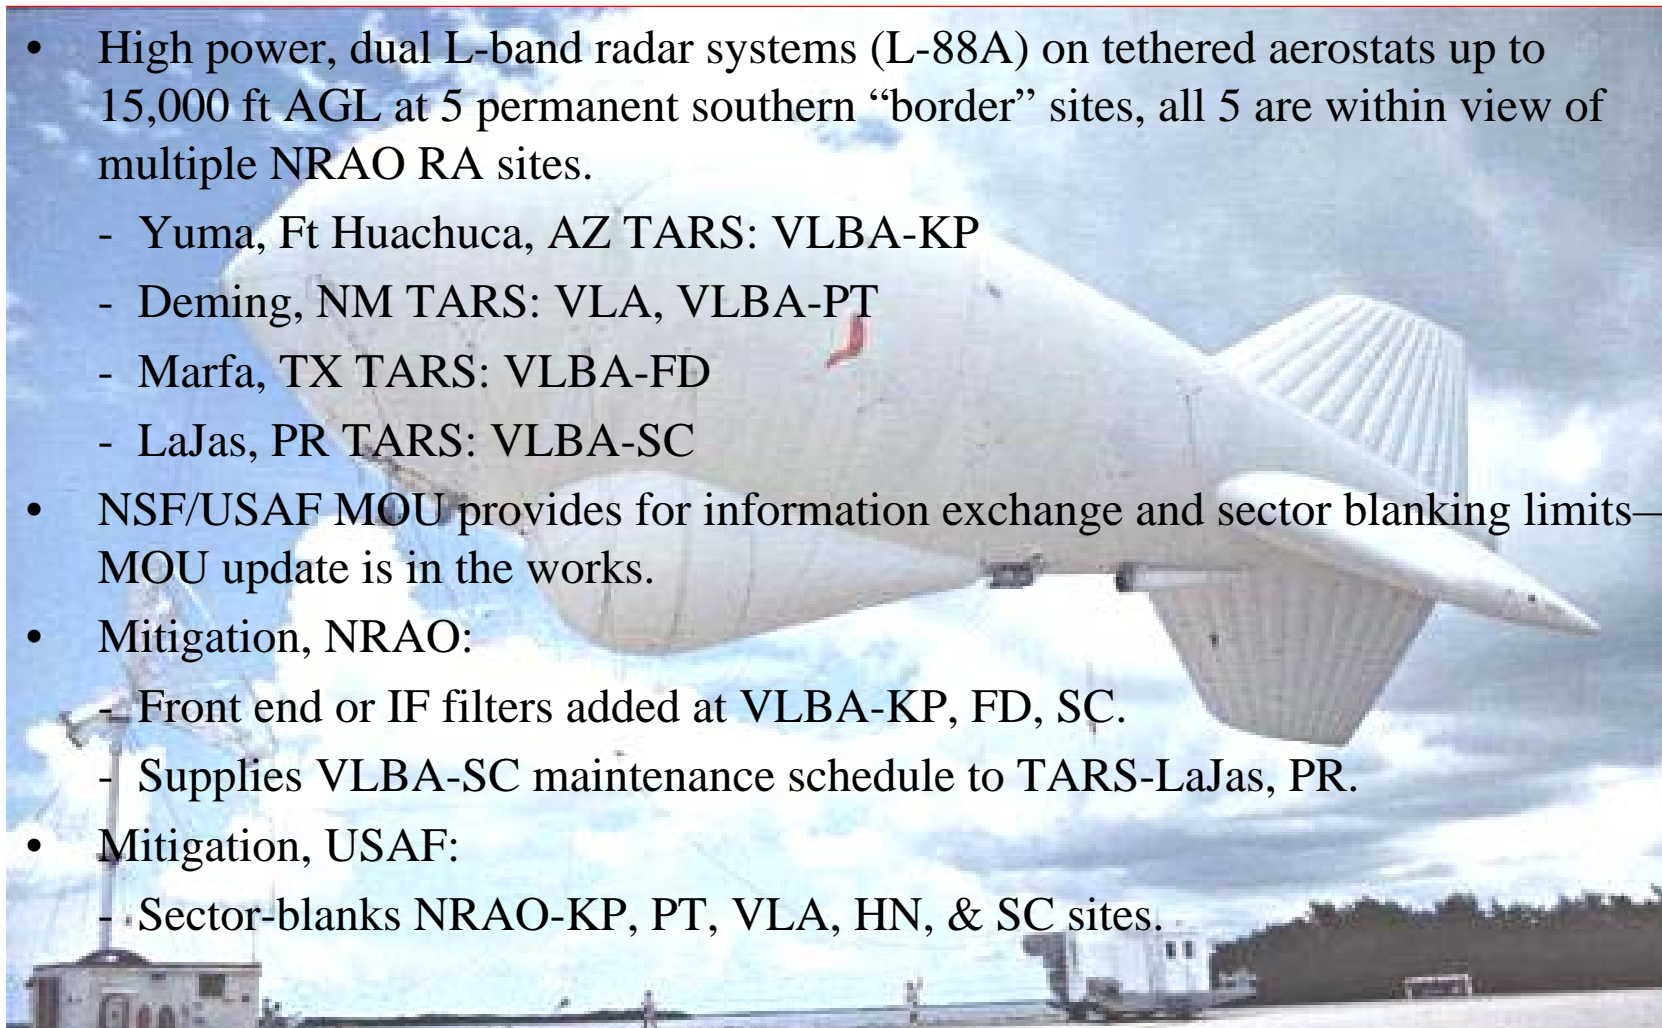 • High power, dual L-band radar systems (L-88A) on tethered aerostats up to
15,000 ft AGL at 5 permanent southern “border” sites, all 5 are within view of
multiple NRAO RA sites.
- Yuma, Ft Huachuca, AZ TARS: VLBA-KP
- Deming, NM TARS: VLA, VLBA-PT
- Marfa, TX TARS: VLBA-FD
- LaJas, PR TARS: VLBA-SC
• NSF/USAF MOU provides for information exchange and sector blanking limits—
MOU update is in the works.
• Mitigation, NRAO:
- Front end or IF filters added at VLBA-KP, FD, SC.
- Supplies VLBA-SC maintenance schedule to TARS-LaJas, PR.
• Mitigation, USAF:
- Sector-blanks NRAO-KP, PT, VLA, HN, & SC sites.